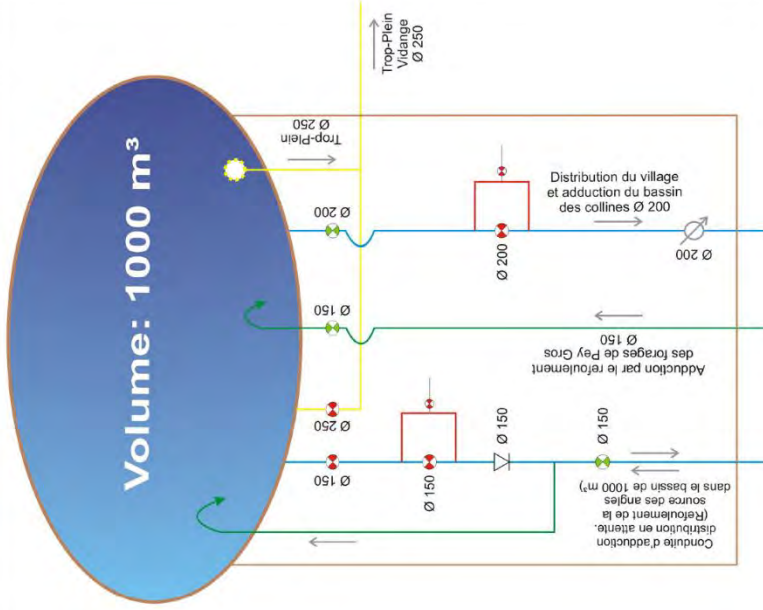 Volume: 1000 m³
Trop-Plein
Vidange
Ø 250
Trop-Plein
Ø 250
Ø 200
Distribution du village
et adduction du bassin
des collines Ø 200
Ø 200
Ø 200
Ø 150
Adduction par le refoulement
des forages de Pey Gros
Ø 150
Ø 250
Ø 150
Ø 150
Ø 150
Ø 150
Conduite d'adduction
distribution en attente.
(Refoulement de la
source des angles
dans le bassin de 1000 m³)